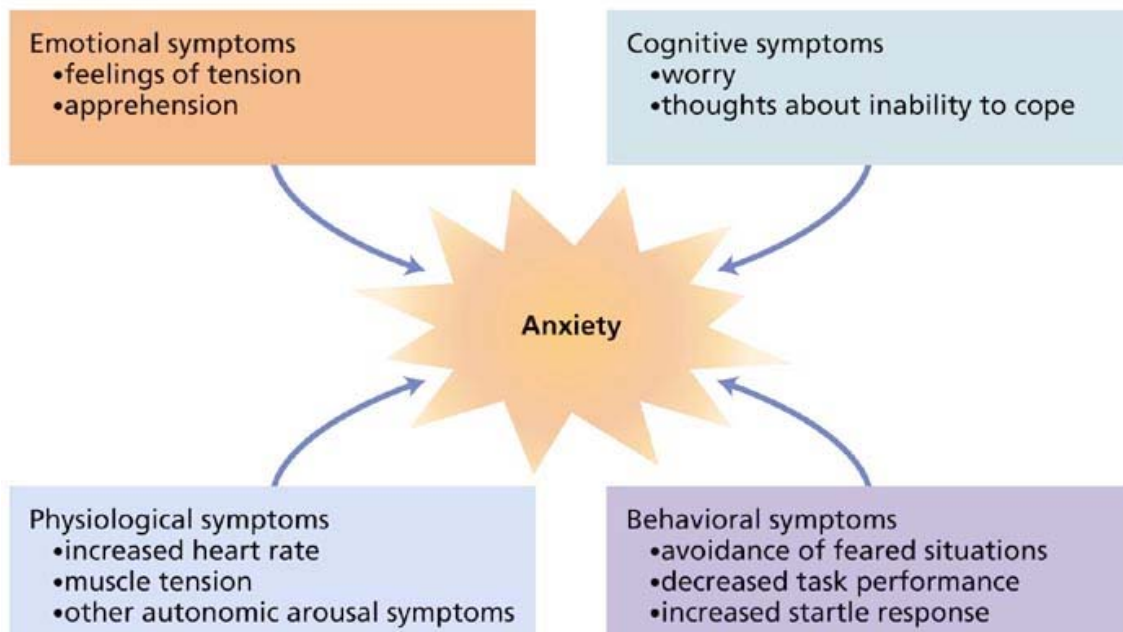 Emotional symptoms
•feelings of tension
•apprehension
Cognitive symptoms
•worry
•thoughts about inability to cope
Anxiety
Physiological symptoms
•increased heart rate
•muscle tension
•other autonomic arousal symptoms
Behavioral symptoms
•avoidance of feared situations
•decreased task performance
•increased startle response